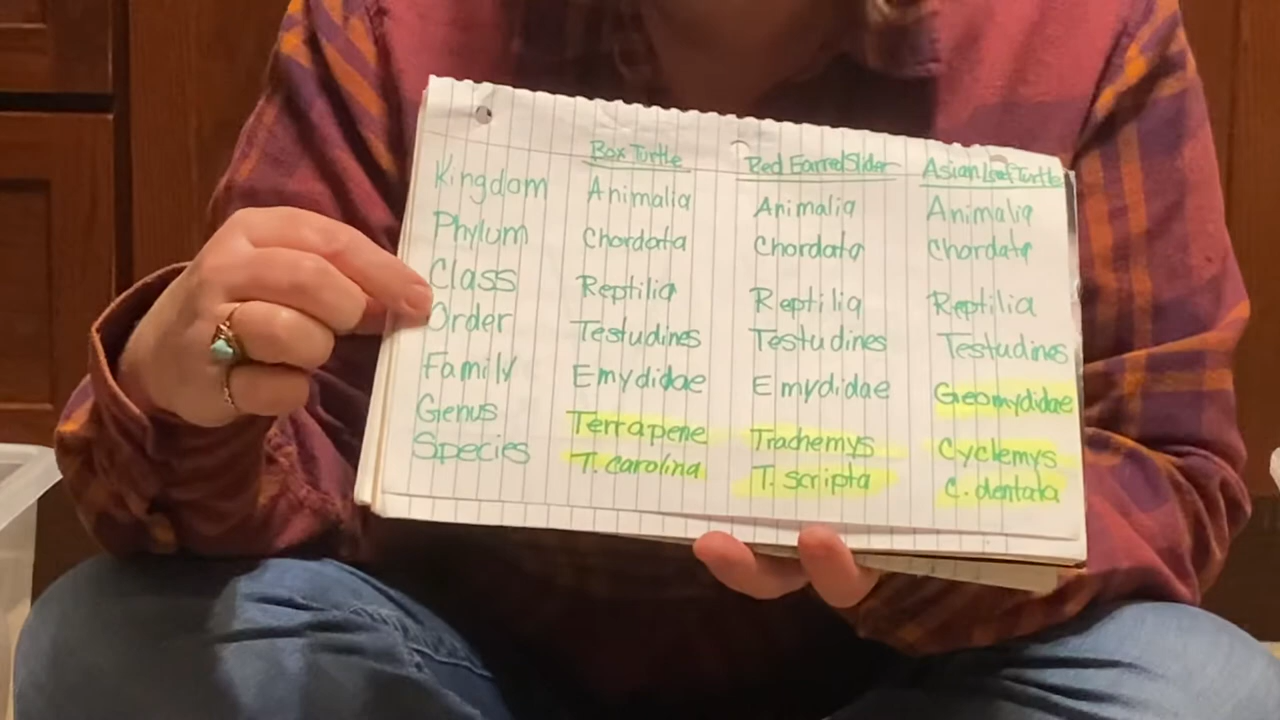 Box Turtle Red Earred Slider Asian Leaf Turtle
Kingdom Animalia Animalia Animalia
Phylum Chordata Chordata Chordata
Class Reptilia Reptilia Reptilia
Order Testudines Testudines Testudines
Family Emydidae Emydidae Geomydidae
Genus Terrapene Trachemys Cyclemys
Species T. carolina T. scripta C. dentata